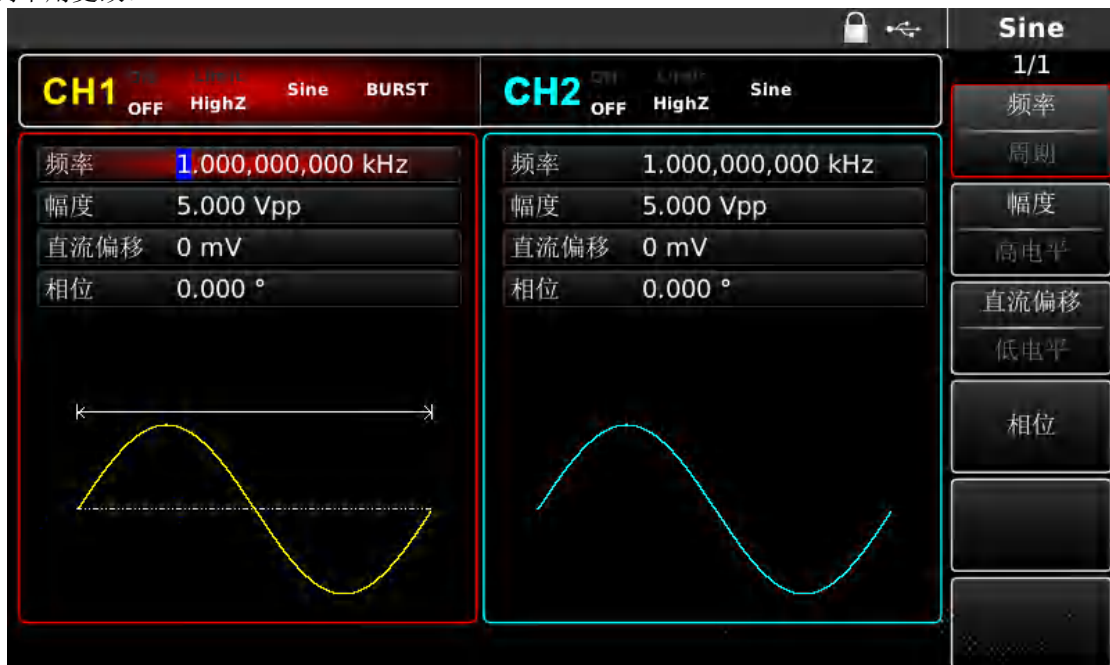 Sine
1/1
CH1 OFF HighZ Sine BURST
CH2 OFF HighZ Sine
频率 1.000,000,000 kHz
幅度 5.000 Vpp
直流偏移 0 mV
相位 0.000 °
频率 1.000,000,000 kHz
幅度 5.000 Vpp
直流偏移 0 mV
相位 0.000 °
频率
周期
幅度
高电平
直流偏移
低电平
相位